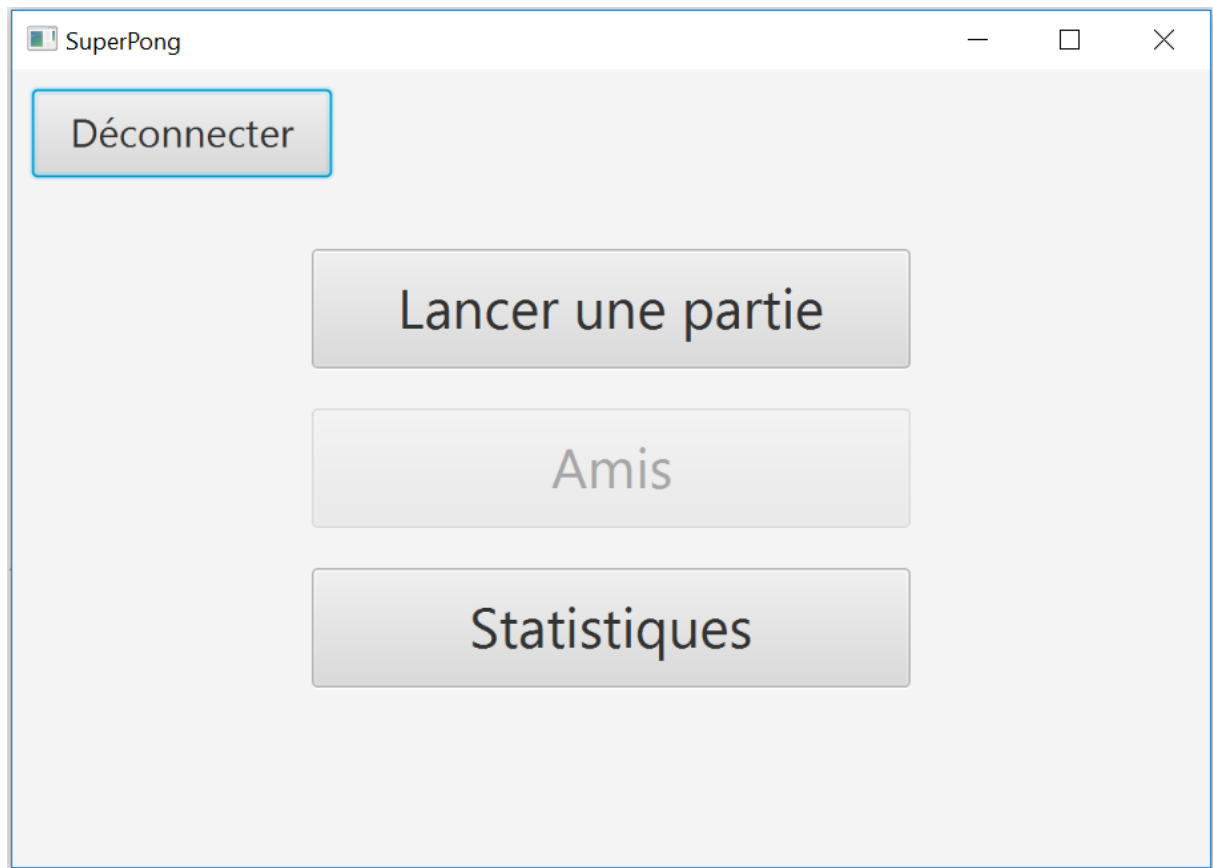 SuperPong
Déconnecter
Lancer une partie
Amis
Statistiques